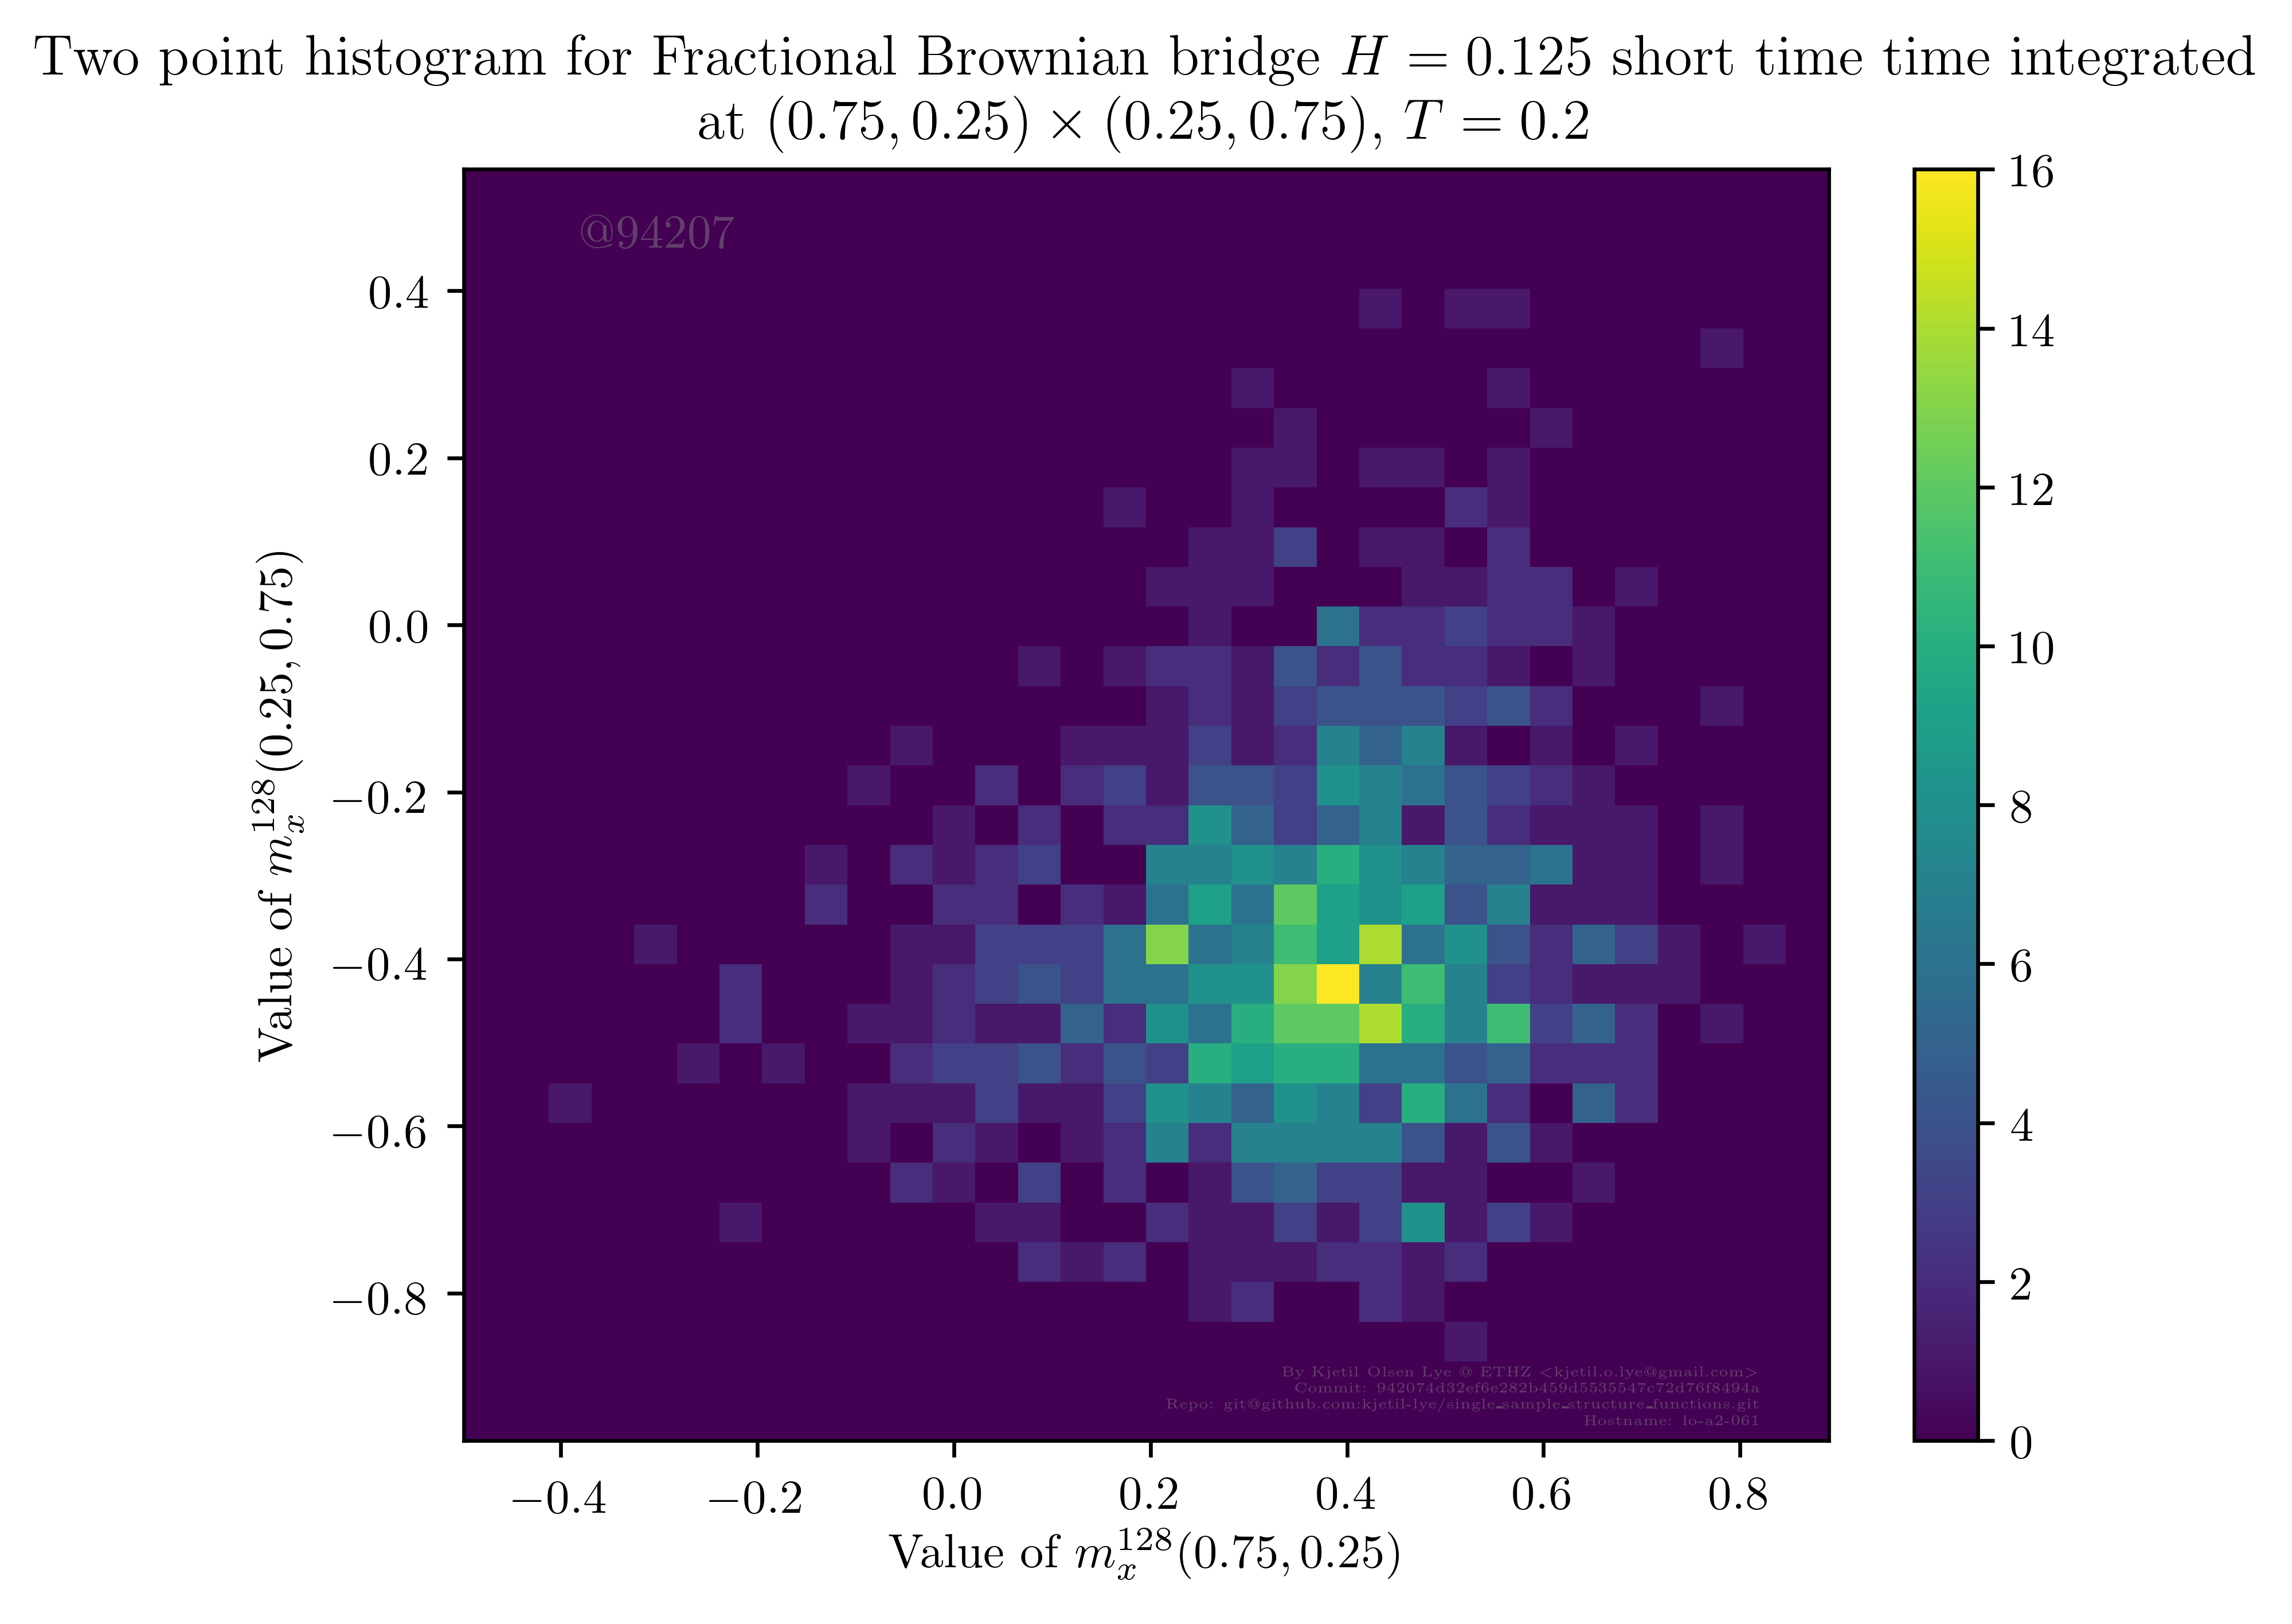 Two point histogram for Fractional Brownian bridge H = 0.125 short time time integrated
at (0.75, 0.25) × (0.25, 0.75), T = 0.2
@94207
16
14
12
10
8
6
4
2
0
0.4
0.2
0.0
−0.2
−0.4
−0.6
−0.8
Value of m_x^{128}(0.25, 0.75)
By Kjetil Olsen Lye @ ETHZ <kjetil.o.lye@gmail.com>
Commit: 942074d32ef6e282b459d5535547c72d76f8494a
Repo: git@github.com:kjetil-lye/single_sample_structure_functions.git
Hostname: lo-a2-061
−0.4 −0.2 0.0 0.2 0.4 0.6 0.8
Value of m_x^{128}(0.75, 0.25)